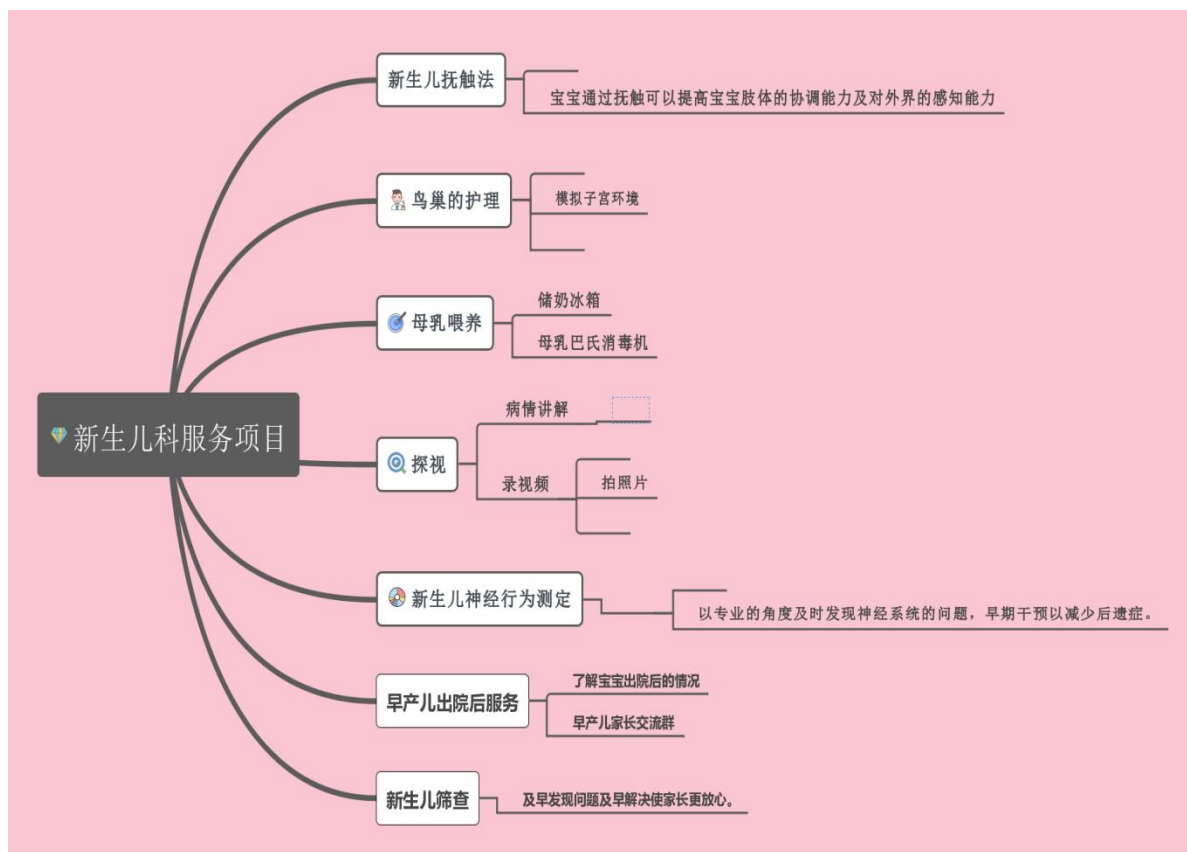 新生儿科服务项目
新生儿抚触法
宝宝通过抚触可以提高宝宝肢体的协调能力及对外界的感知能力
鸟巢的护理
模拟子宫环境
母乳喂养
储奶冰箱
母乳巴氏消毒机
探视
病情讲解
录视频
拍照片
新生儿神经行为测定
以专业的角度及时发现神经系统的问题，早期干预以减少后遗症。
早产儿出院后服务
了解宝宝出院后的情况
早产儿家长交流群
新生儿筛查
及早发现问题及早解决使家长更放心。